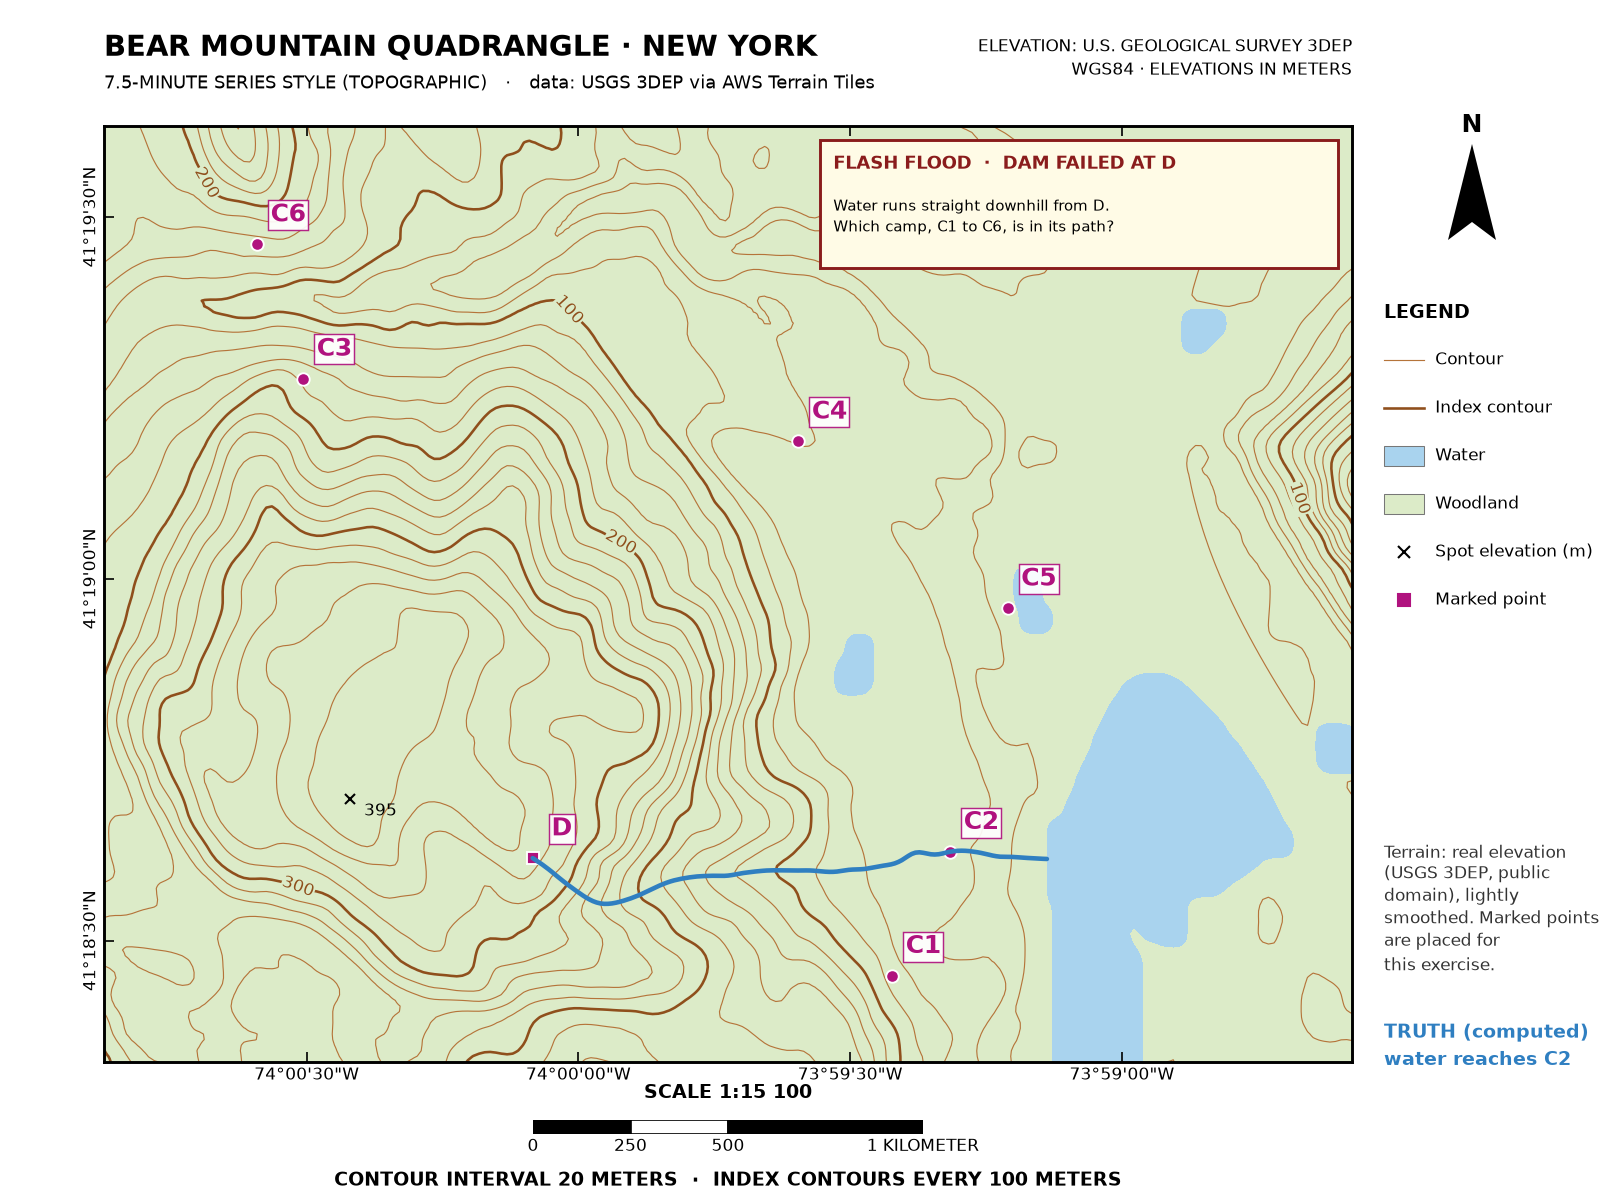 BEAR MOUNTAIN QUADRANGLE · NEW YORK
7.5-MINUTE SERIES STYLE (TOPOGRAPHIC) · data: USGS 3DEP via AWS Terrain Tiles
ELEVATION: U.S. GEOLOGICAL SURVEY 3DEP
WGS84 · ELEVATIONS IN METERS
FLASH FLOOD · DAM FAILED AT D
Water runs straight downhill from D.
Which camp, C1 to C6, is in its path?
200
C6
100
C3
C4
100
200
C5
395
D
C2
300
C1
41°19'30"N
41°19'00"N
41°18'30"N
74°00'30"W
74°00'00"W
73°59'30"W
73°59'00"W
N
LEGEND
Contour
Index contour
Water
Woodland
Spot elevation (m)
Marked point
Terrain: real elevation
(USGS 3DEP, public
domain), lightly
smoothed. Marked points
are placed for
this exercise.
TRUTH (computed)
water reaches C2
SCALE 1:15 100
0 250 500 1 KILOMETER
CONTOUR INTERVAL 20 METERS · INDEX CONTOURS EVERY 100 METERS